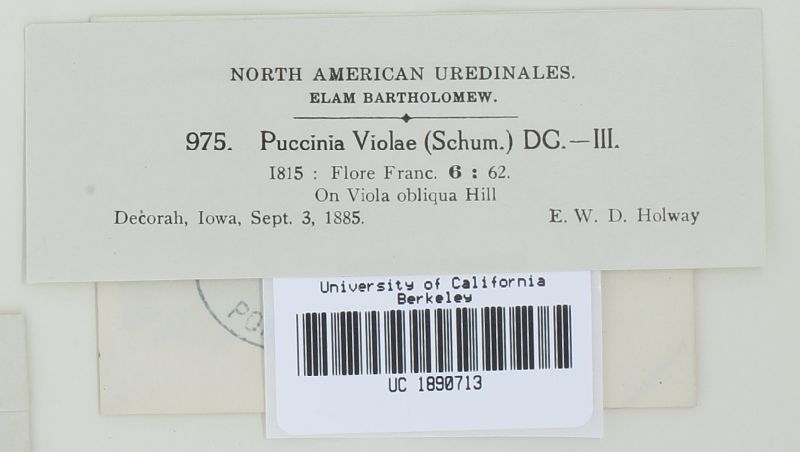 NORTH AMERICAN UREDINALES.
ELAM BARTHOLOMEW.
975. Puccinia Violae (Schum.) DC.—III.
1815 : Flore Franc. 6 : 62.
On Viola obliqua Hill
Decorah, Iowa, Sept. 3, 1885. E. W. D. Holway
University of California
Berkeley
UC 1890713